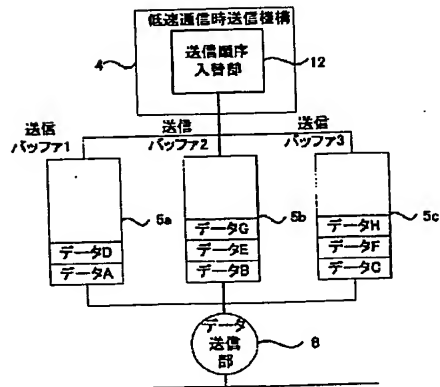 低速通信時送信機構
送信順序
入替部
4
12
送信
バッファ1
送信
バッファ2
送信
バッファ3
5a
5b
5c
データD
データA
データG
データE
データB
データH
データF
データC
データ
送信
部
8